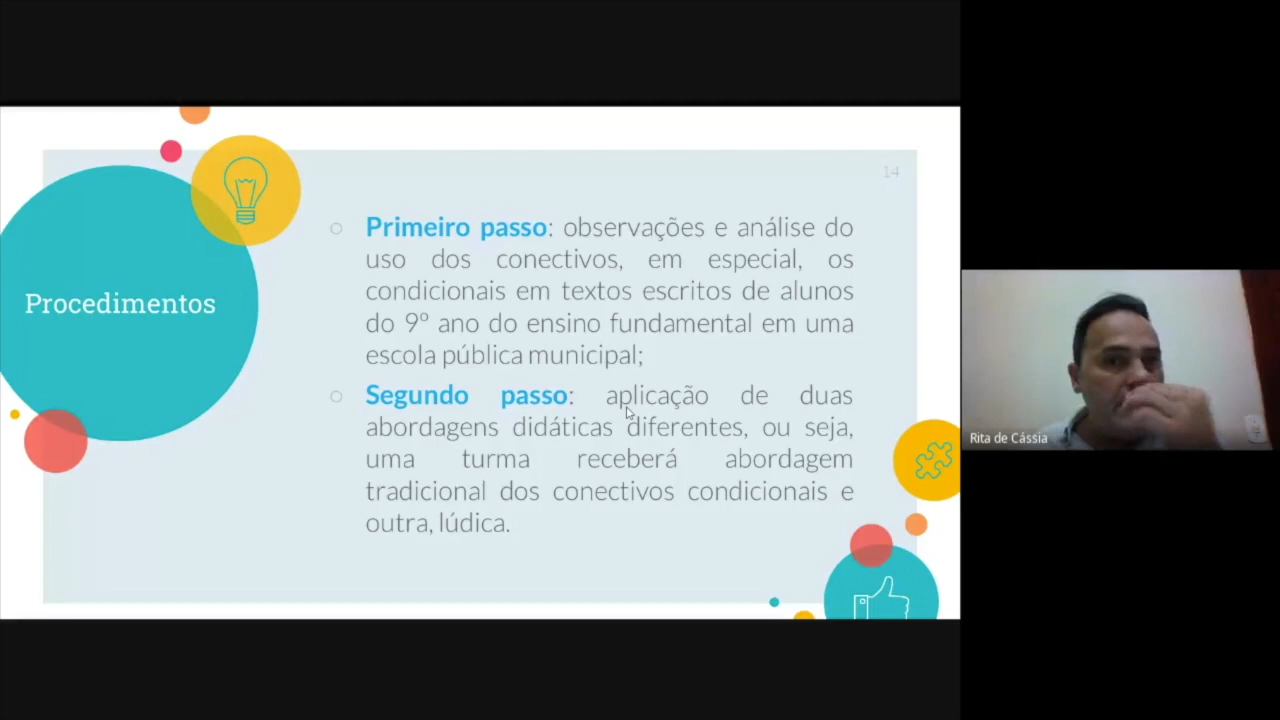 14
Procedimentos
Primeiro passo: observações e análise do
uso dos conectivos, em especial, os
condicionais em textos escritos de alunos
do 9º ano do ensino fundamental em uma
escola pública municipal;
Segundo passo: aplicação de duas
abordagens didáticas diferentes, ou seja,
uma turma receberá abordagem
tradicional dos conectivos condicionais e
outra, lúdica.
Rita de Cássia